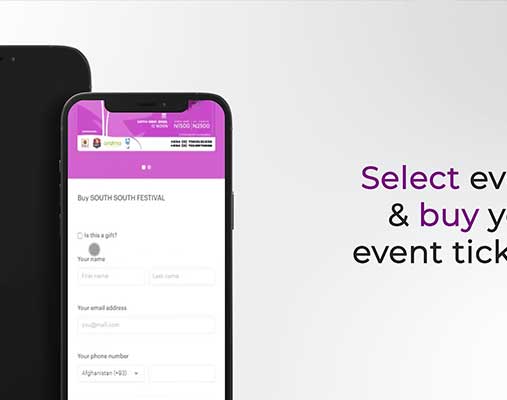 N1500 N2500
Buy SOUTH SOUTH FESTIVAL
Is this a gift?
Your name
First name Last name
Your email address
you@mail.com
Your phone number
Afghanistan (+93)
Select ev
& buy y
event tick